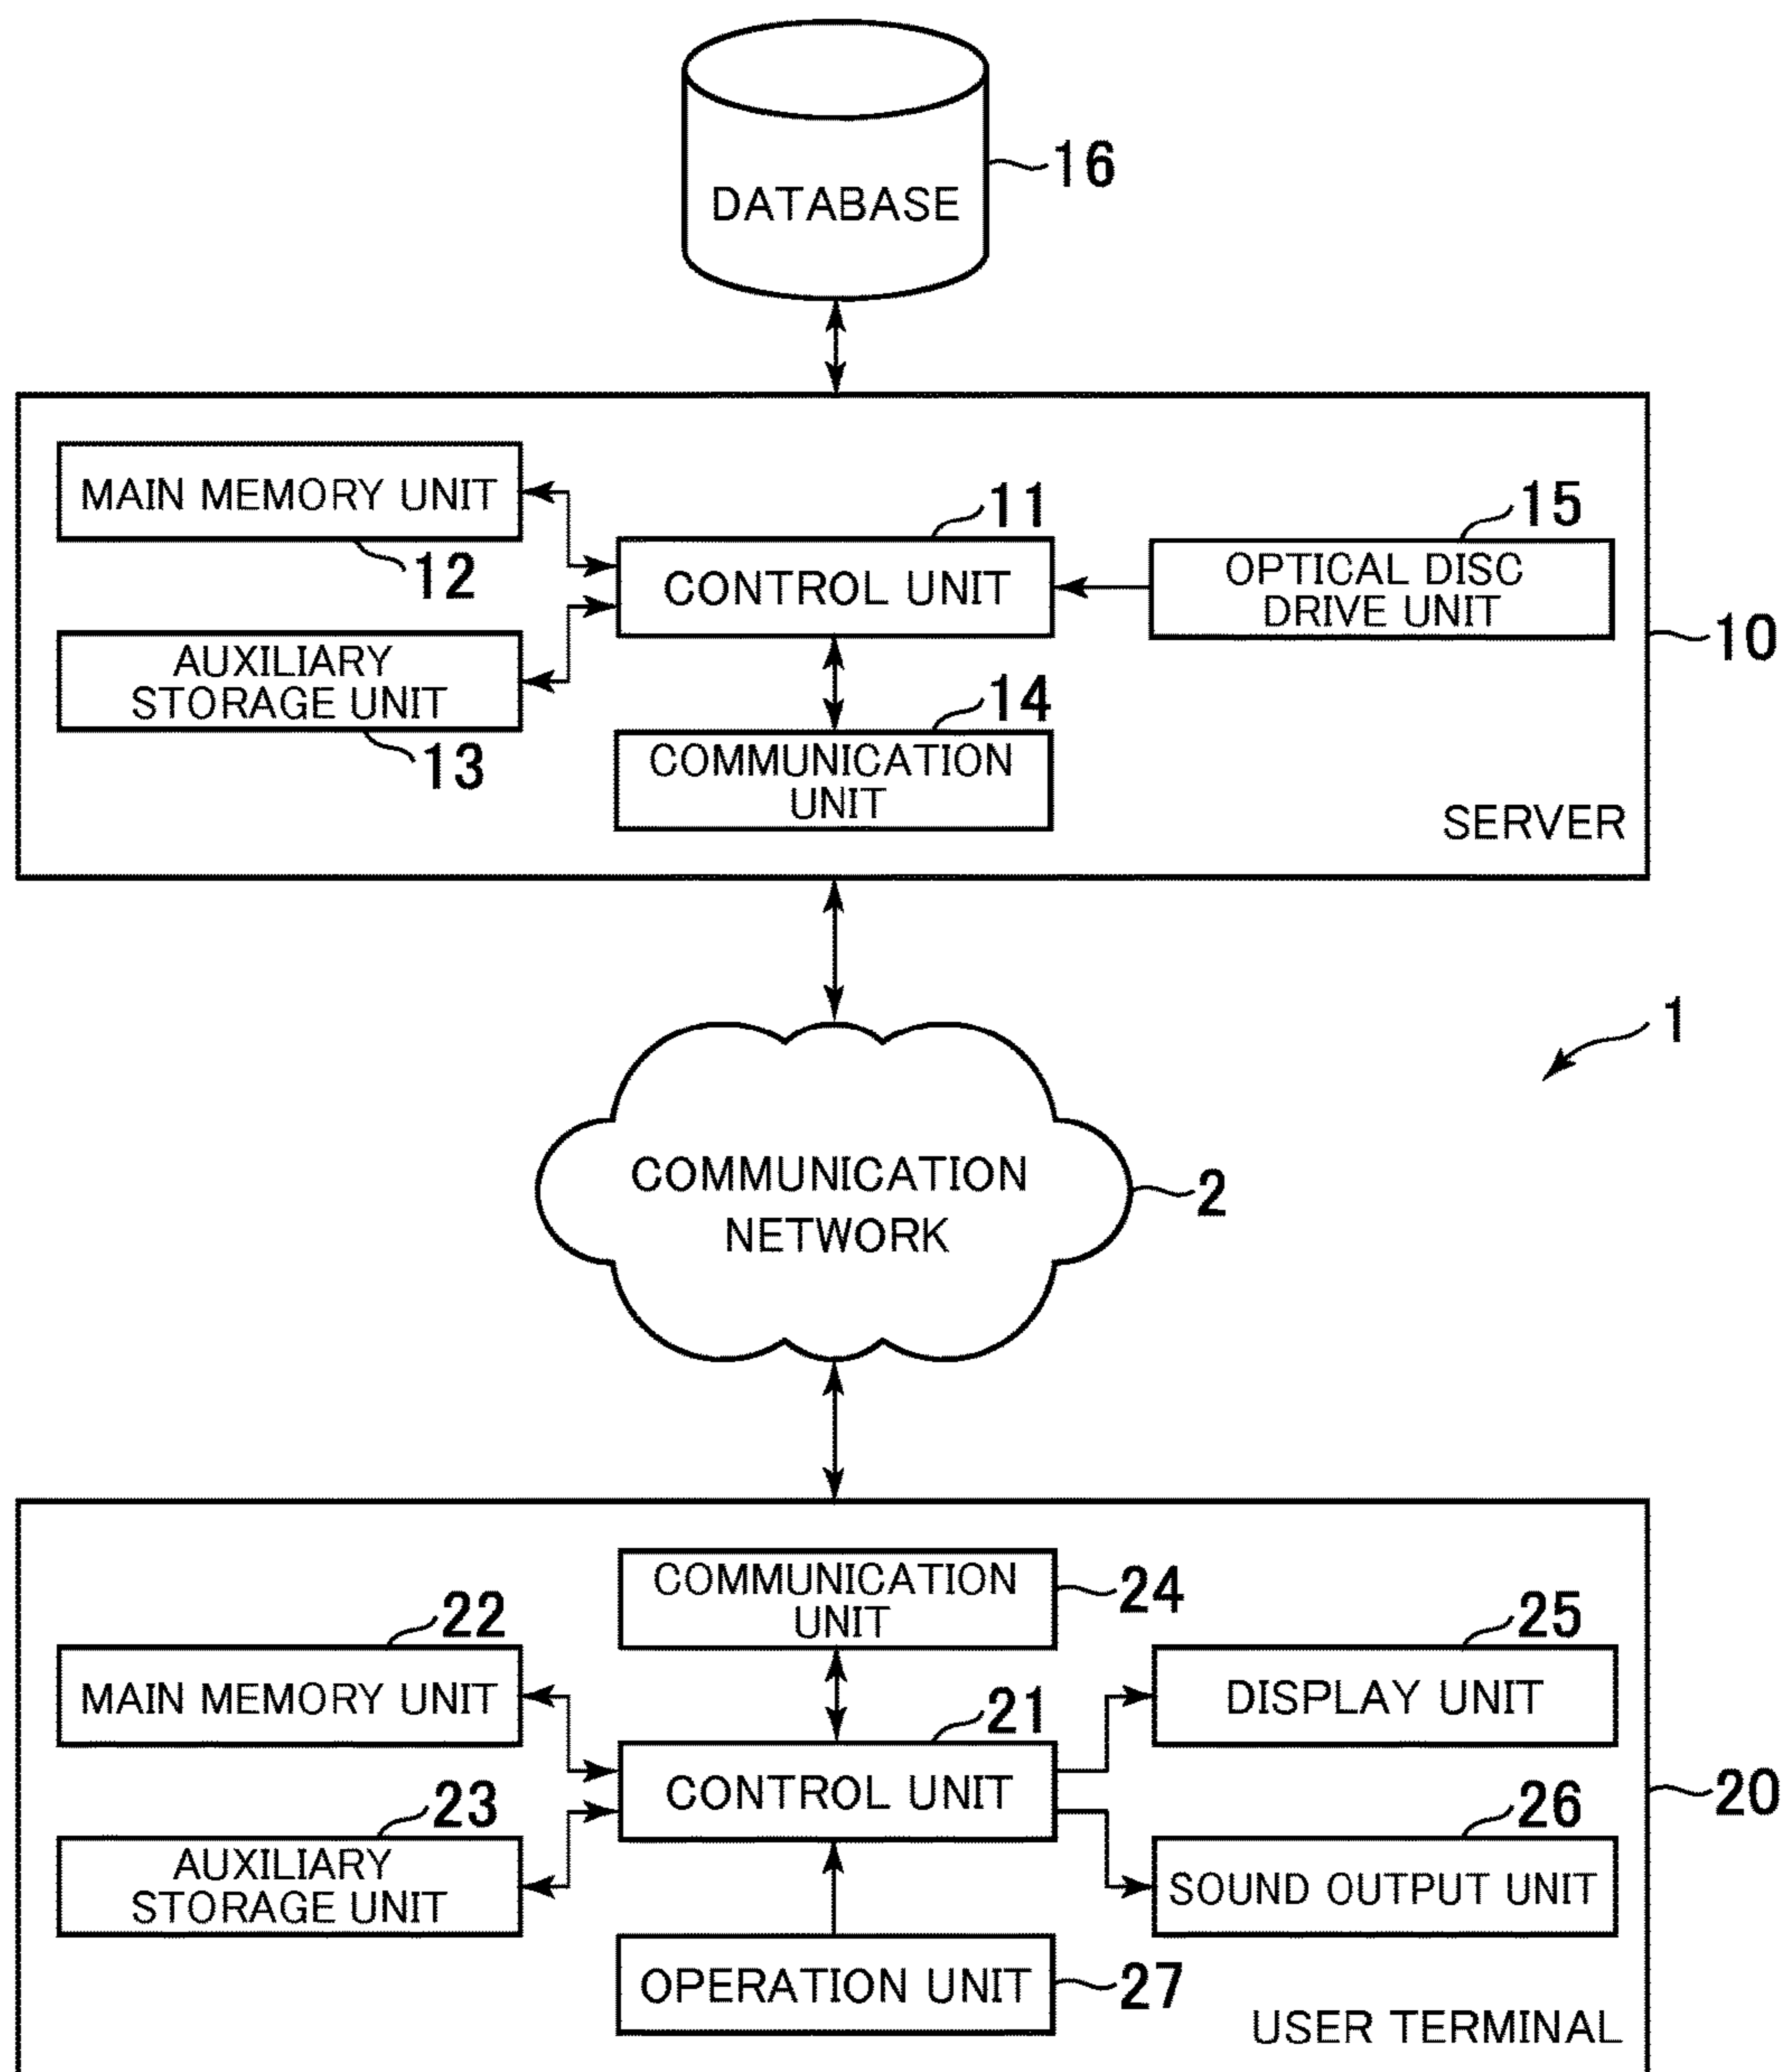 16
DATABASE
MAIN MEMORY UNIT
12
11
CONTROL UNIT
15
OPTICAL DISC
DRIVE UNIT
10
AUXILIARY
STORAGE UNIT
13
14
COMMUNICATION
UNIT
SERVER
1
COMMUNICATION
NETWORK
2
COMMUNICATION
UNIT
24
22
MAIN MEMORY UNIT
25
DISPLAY UNIT
21
CONTROL UNIT
20
23
AUXILIARY
STORAGE UNIT
26
SOUND OUTPUT UNIT
OPERATION UNIT
27
USER TERMINAL